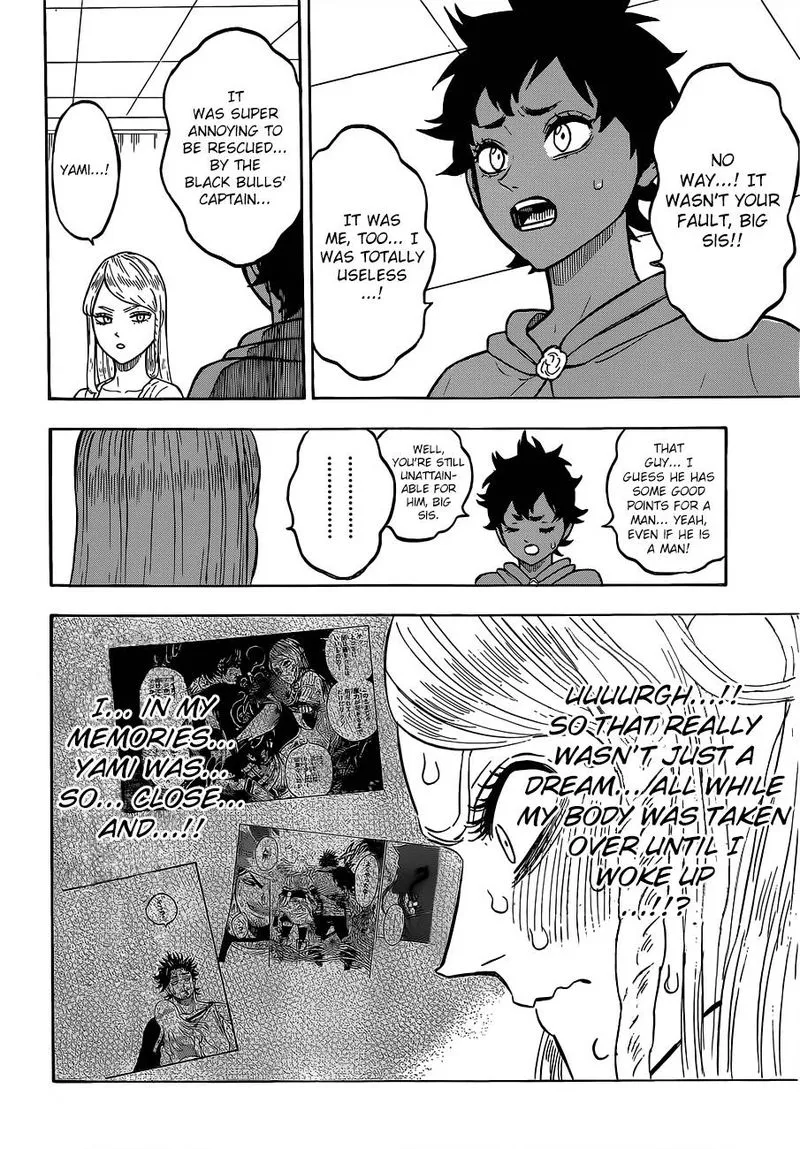 NO
WAY...! IT
WASN'T YOUR
FAULT, BIG
SIS!!
IT WAS
ME, TOO... I
WAS TOTALLY
USELESS
...!
IT
WAS SUPER
ANNOYING TO
BE RESCUED...
BY THE
BLACK BULLS'
CAPTAIN...
YAMI...!
THAT
GUY... I
GUESS HE HAS
SOME GOOD
POINTS FOR A
MAN... YEAH,
EVEN IF HE IS
A MAN!
WELL,
YOU'RE STILL
UNATTAIN-
ABLE FOR
HIM, BIG
SIS.
UUUURGH...!!
SO THAT REALLY
WASN'T JUST A
DREAM...ALL WHILE
MY BODY WAS TAKEN
OVER UNTIL I
WOKE UP
...!!?
I... IN MY
MEMORIES...
YAMI WAS...
SO... CLOSE...
AND...!!